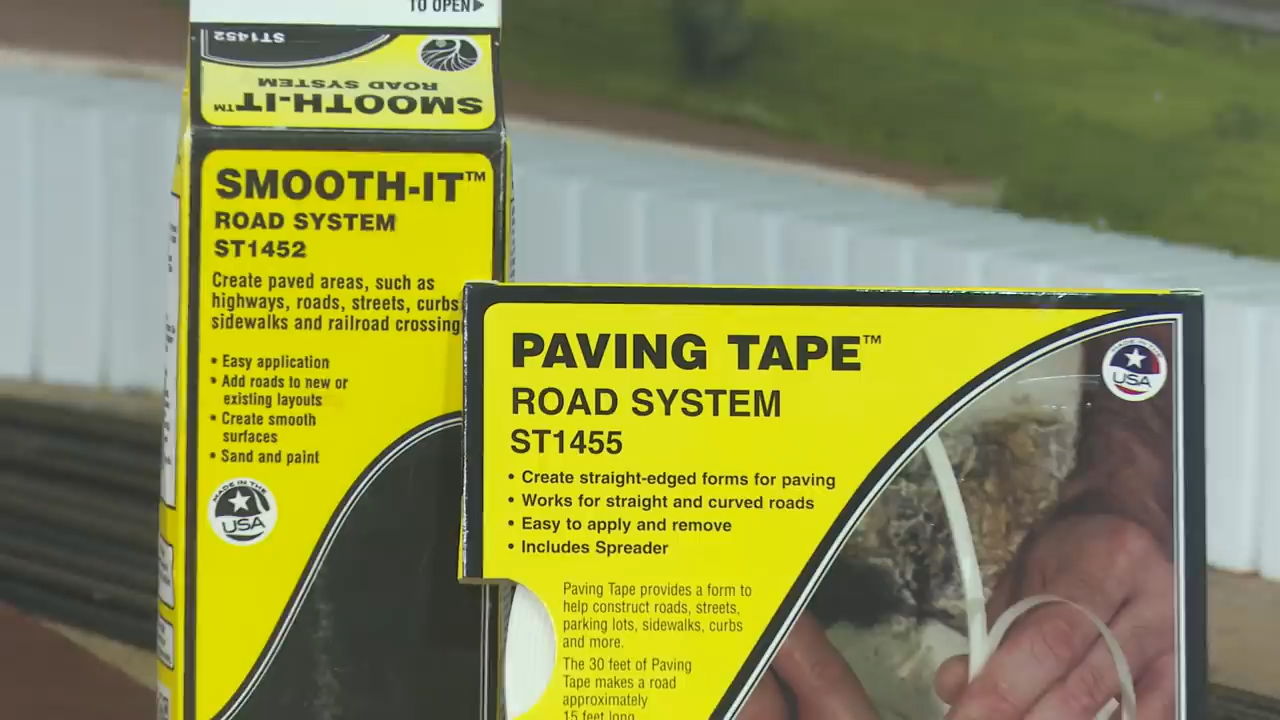 TO OPEN
ST1452
ROAD SYSTEM
SMOOTH-IT™
SMOOTH-IT™
ROAD SYSTEM
ST1452
Create paved areas, such as
highways, roads, streets, curbs
sidewalks and railroad crossing
• Easy application
• Add roads to new or
existing layouts
• Create smooth
surfaces
• Sand and paint
MADE IN THE
USA
PAVING TAPE™
ROAD SYSTEM
ST1455
• Create straight-edged forms for paving
• Works for straight and curved roads
• Easy to apply and remove
• Includes Spreader
Paving Tape provides a form to
help construct roads, streets,
parking lots, sidewalks, curbs
and more.
The 30 feet of Paving
Tape makes a road
approximately
15 feet long
MADE IN THE
USA